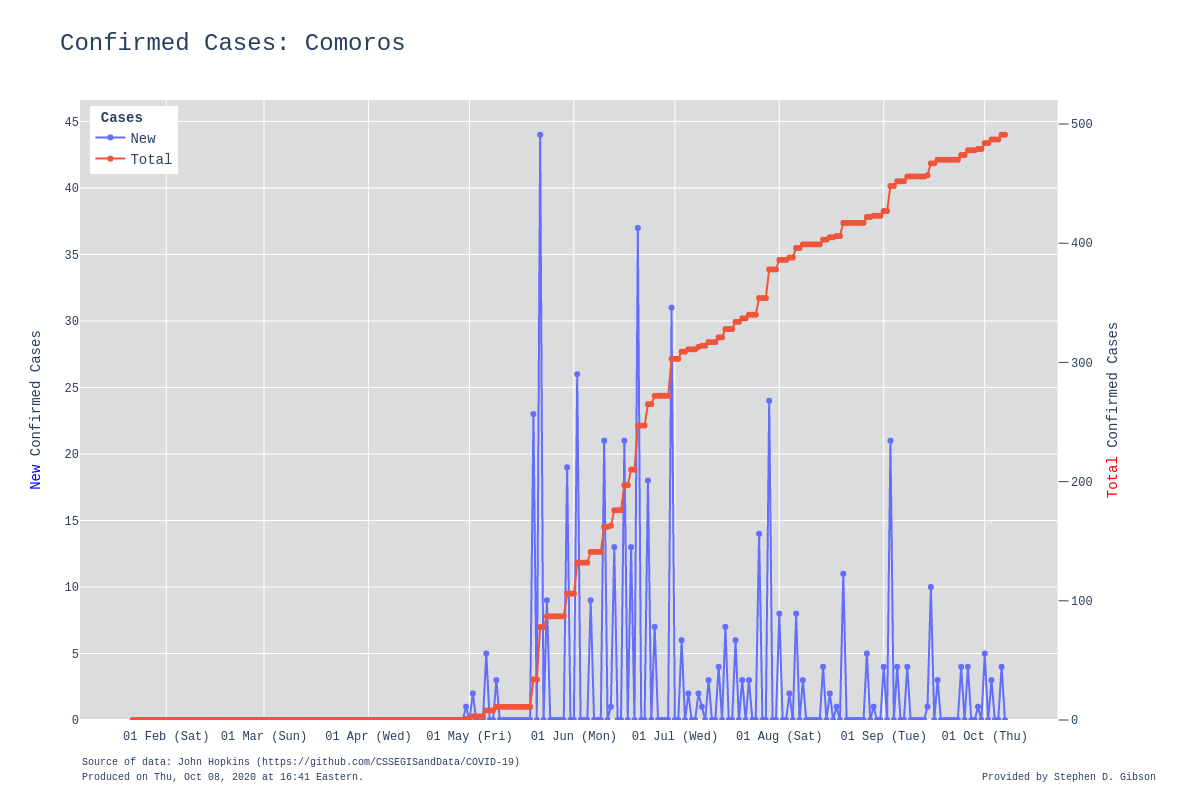 Confirmed Cases: Comoros
Cases
New
Total
45
40
35
30
25
20
15
10
5
0
New Confirmed Cases
500
400
300
200
100
0
Total Confirmed Cases
01 Feb (Sat) 01 Mar (Sun) 01 Apr (Wed) 01 May (Fri) 01 Jun (Mon) 01 Jul (Wed) 01 Aug (Sat) 01 Sep (Tue) 01 Oct (Thu)
Source of data: John Hopkins (https://github.com/CSSEGISandData/COVID-19)
Produced on Thu, Oct 08, 2020 at 16:41 Eastern.
Provided by Stephen D. Gibson